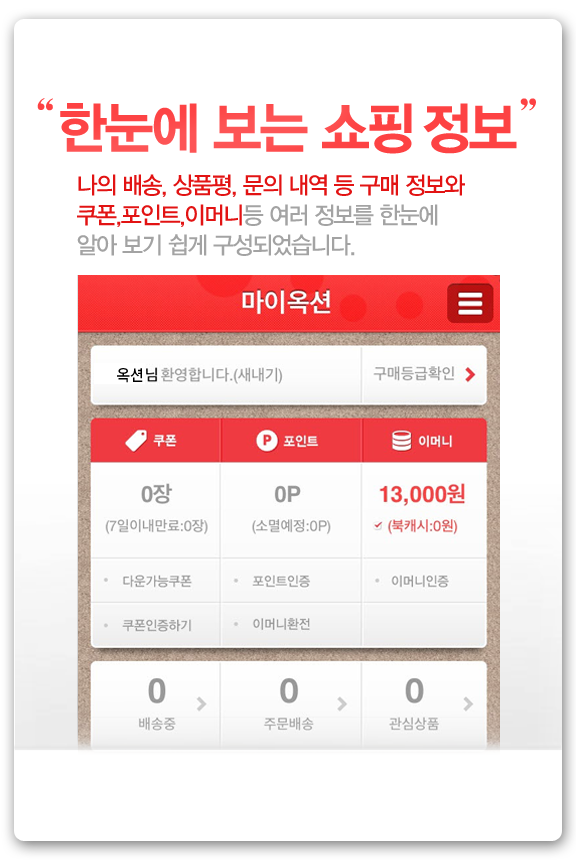 “한눈에 보는 쇼핑 정보”
나의 배송, 상품평, 문의 내역 등 구매 정보와
쿠폰,포인트,이머니등 여러 정보를 한눈에
알아 보기 쉽게 구성되었습니다.
마이옥션
옥션님 환영합니다.(새내기) 구매등급확인
쿠폰 P 포인트 이머니
0장 0P 13,000원
(7일이내만료:0장) (소멸예정:0P) (북캐시:0원)
· 다운가능쿠폰 · 포인트인증 · 이머니인증
· 쿠폰인증하기 · 이머니환전
0 0 0
배송중 주문배송 관심상품